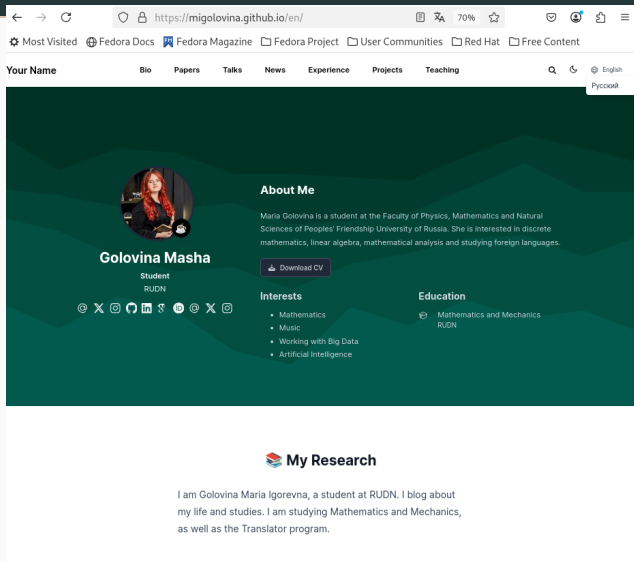 https://migolovina.github.io/en/
70%
Most Visited Fedora Docs Fedora Magazine Fedora Project User Communities Red Hat Free Content
Your Name Bio Papers Talks News Experience Projects Teaching English
Русский
About Me
Maria Golovina is a student at the Faculty of Physics, Mathematics and Natural
Sciences of Peoples' Friendship University of Russia. She is interested in discrete
mathematics, linear algebra, mathematical analysis and studying foreign languages.
Download CV
Golovina Masha
Student
RUDN
Interests
Mathematics
Music
Working with Big Data
Artificial Intelligence
Education
Mathematics and Mechanics
RUDN
📚 My Research
I am Golovina Maria Igorevna, a student at RUDN. I blog about
my life and studies. I am studying Mathematics and Mechanics,
as well as the Translator program.